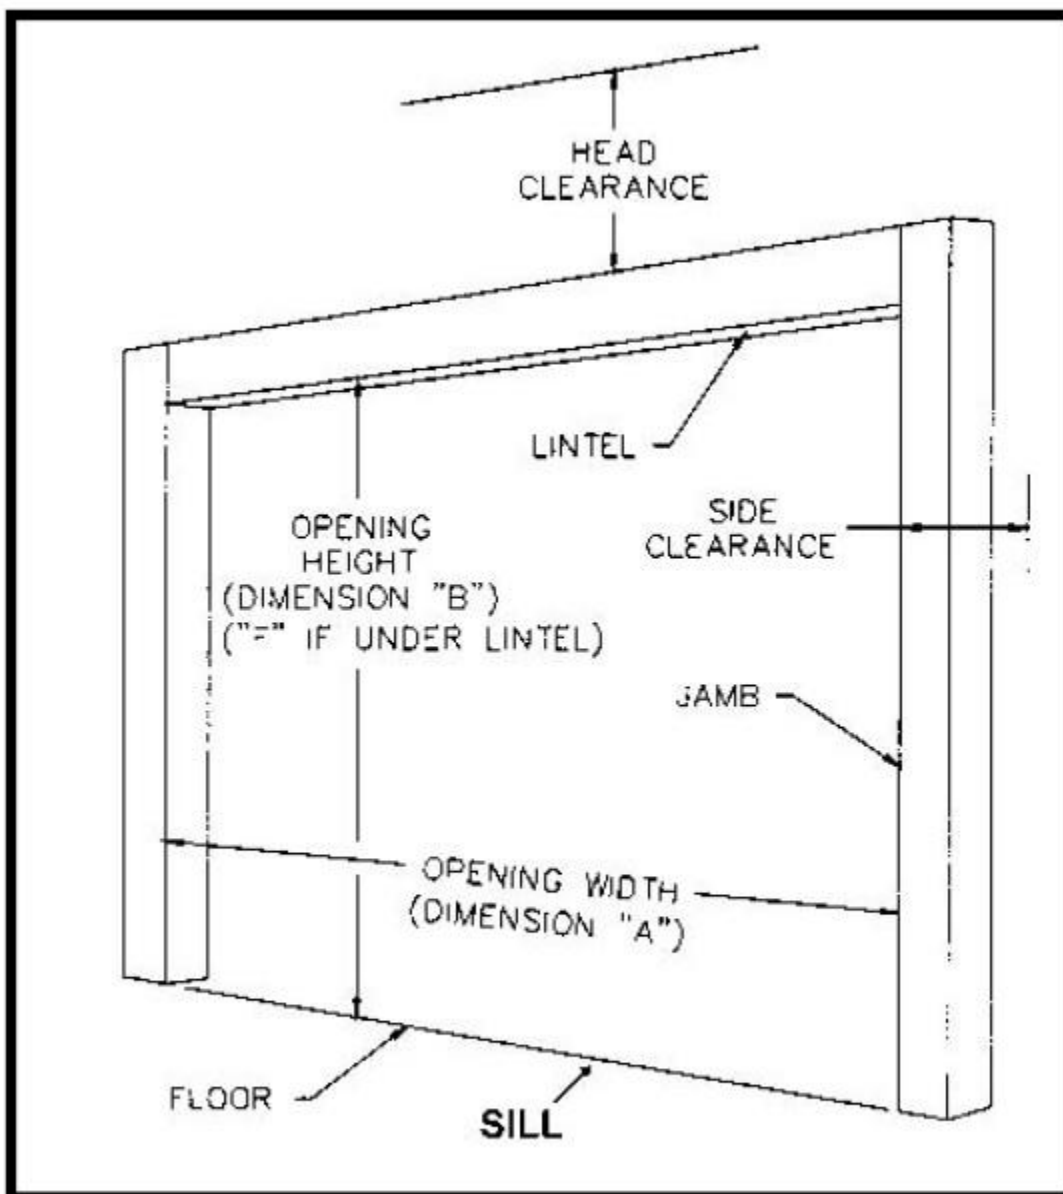 HEAD
CLEARANCE
LINTEL
OPENING
HEIGHT
(DIMENSION "B")
IF UNDER LINTEL)
SIDE
CLEARANCE
JAMB
OPENING WIDTH
(DIMENSION "A")
FLOOR
SILL